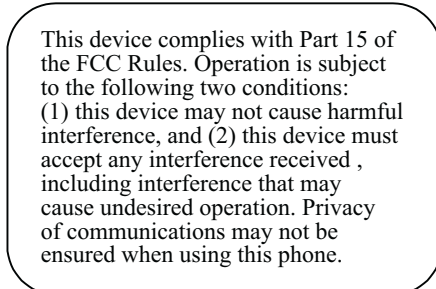 This device complies with Part 15 of
the FCC Rules. Operation is subject
to the following two conditions:
(1) this device may not cause harmful
interference, and (2) this device must
accept any interference received ,
including interference that may
cause undesired operation. Privacy
of communications may not be
ensured when using this phone.